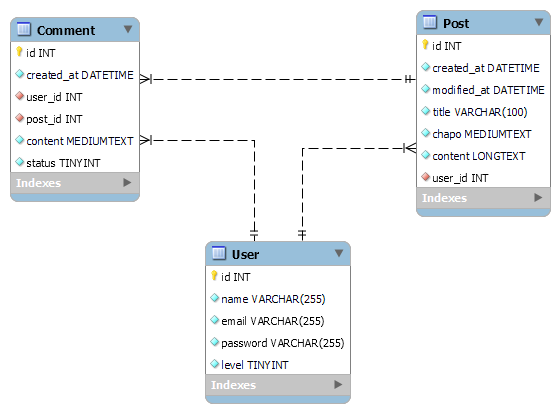 Comment
id INT
created_at DATETIME
user_id INT
post_id INT
content MEDIUMTEXT
status TINYINT
Indexes
Post
id INT
created_at DATETIME
modified_at DATETIME
title VARCHAR(100)
chapo MEDIUMTEXT
content LONGTEXT
user_id INT
Indexes
User
id INT
name VARCHAR(255)
email VARCHAR(255)
password VARCHAR(255)
level TINYINT
Indexes